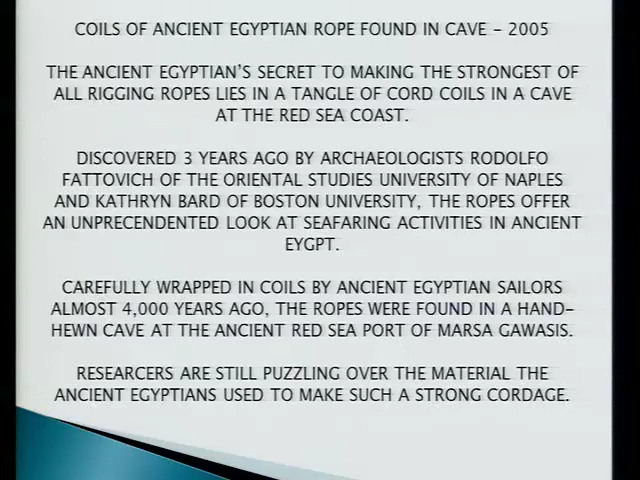 COILS OF ANCIENT EGYPTIAN ROPE FOUND IN CAVE - 2005
THE ANCIENT EGYPTIAN'S SECRET TO MAKING THE STRONGEST OF
ALL RIGGING ROPES LIES IN A TANGLE OF CORD COILS IN A CAVE
AT THE RED SEA COAST.
DISCOVERED 3 YEARS AGO BY ARCHAEOLOGISTS RODOLFO
FATTOVICH OF THE ORIENTAL STUDIES UNIVERSITY OF NAPLES
AND KATHRYN BARD OF BOSTON UNIVERSITY, THE ROPES OFFER
AN UNPRECENDENTED LOOK AT SEAFARING ACTIVITIES IN ANCIENT
EYGPT.
CAREFULLY WRAPPED IN COILS BY ANCIENT EGYPTIAN SAILORS
ALMOST 4,000 YEARS AGO, THE ROPES WERE FOUND IN A HAND-
HEWN CAVE AT THE ANCIENT RED SEA PORT OF MARSA GAWASIS.
RESEARCERS ARE STILL PUZZLING OVER THE MATERIAL THE
ANCIENT EGYPTIANS USED TO MAKE SUCH A STRONG CORDAGE.